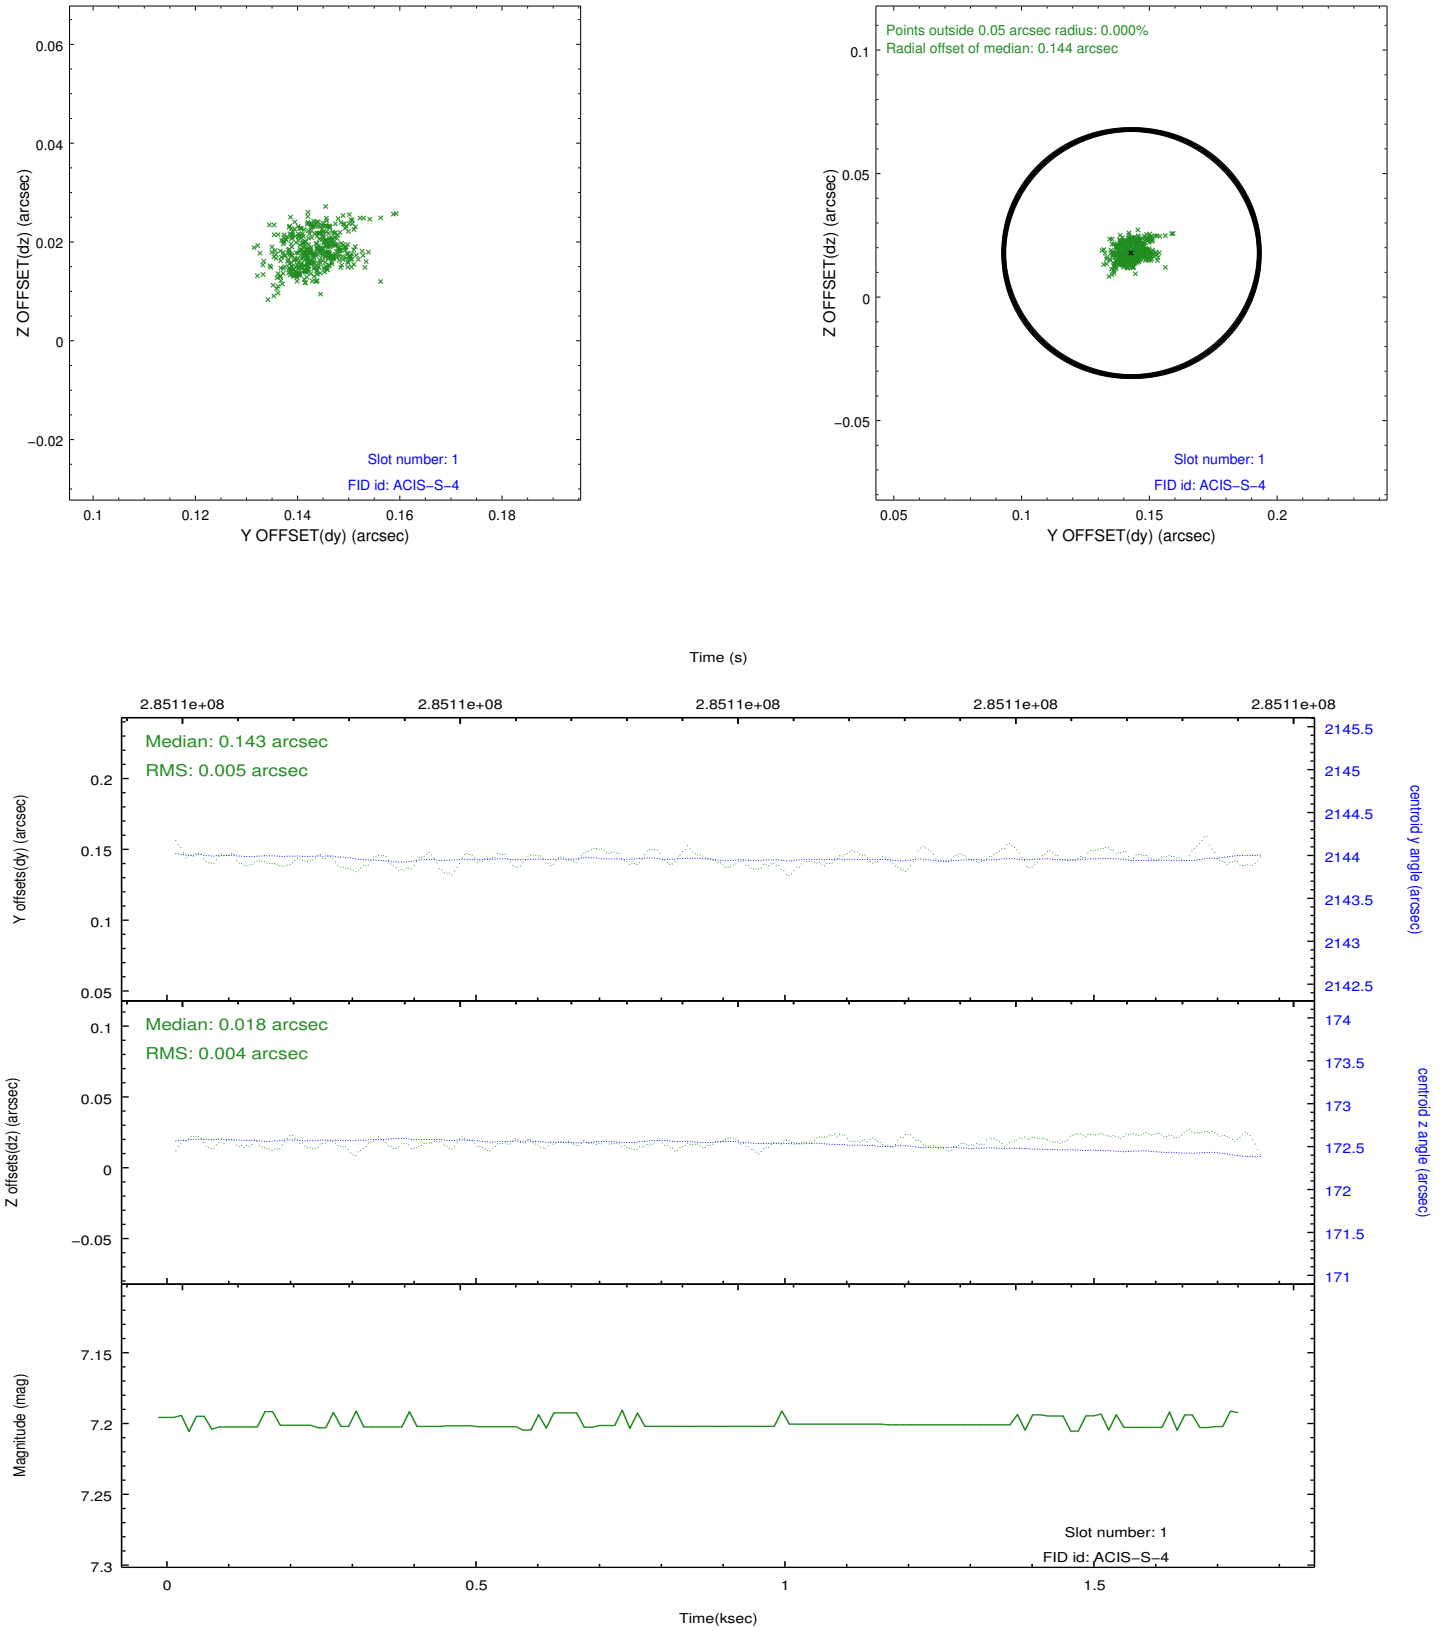 0.06
0.04
0.02
0
−0.02
Z OFFSET(dz) (arcsec)
Slot number: 1
FID id: ACIS−S−4
0.1 0.12 0.14 0.16 0.18
Y OFFSET(dy) (arcsec)
Points outside 0.05 arcsec radius: 0.000%
Radial offset of median: 0.144 arcsec
0.1
0.05
0
−0.05
Z OFFSET(dz) (arcsec)
Slot number: 1
FID id: ACIS−S−4
0.05 0.1 0.15 0.2
Y OFFSET(dy) (arcsec)
Time (s)
2.8511e+08 2.8511e+08 2.8511e+08 2.8511e+08 2.8511e+08
Median: 0.143 arcsec
RMS: 0.005 arcsec
0.2
0.15
0.1
0.05
Y offsets(dy) (arcsec)
2145.5
2145
2144.5
2144
2143.5
2143
2142.5
centroid y angle (arcsec)
Median: 0.018 arcsec
RMS: 0.004 arcsec
0.1
0.05
0
−0.05
Z offsets(dz) (arcsec)
174
173.5
173
172.5
172
171.5
171
centroid z angle (arcsec)
7.15
7.2
7.25
7.3
Magnitude (mag)
Slot number: 1
FID id: ACIS−S−4
0 0.5 1 1.5
Time(ksec)